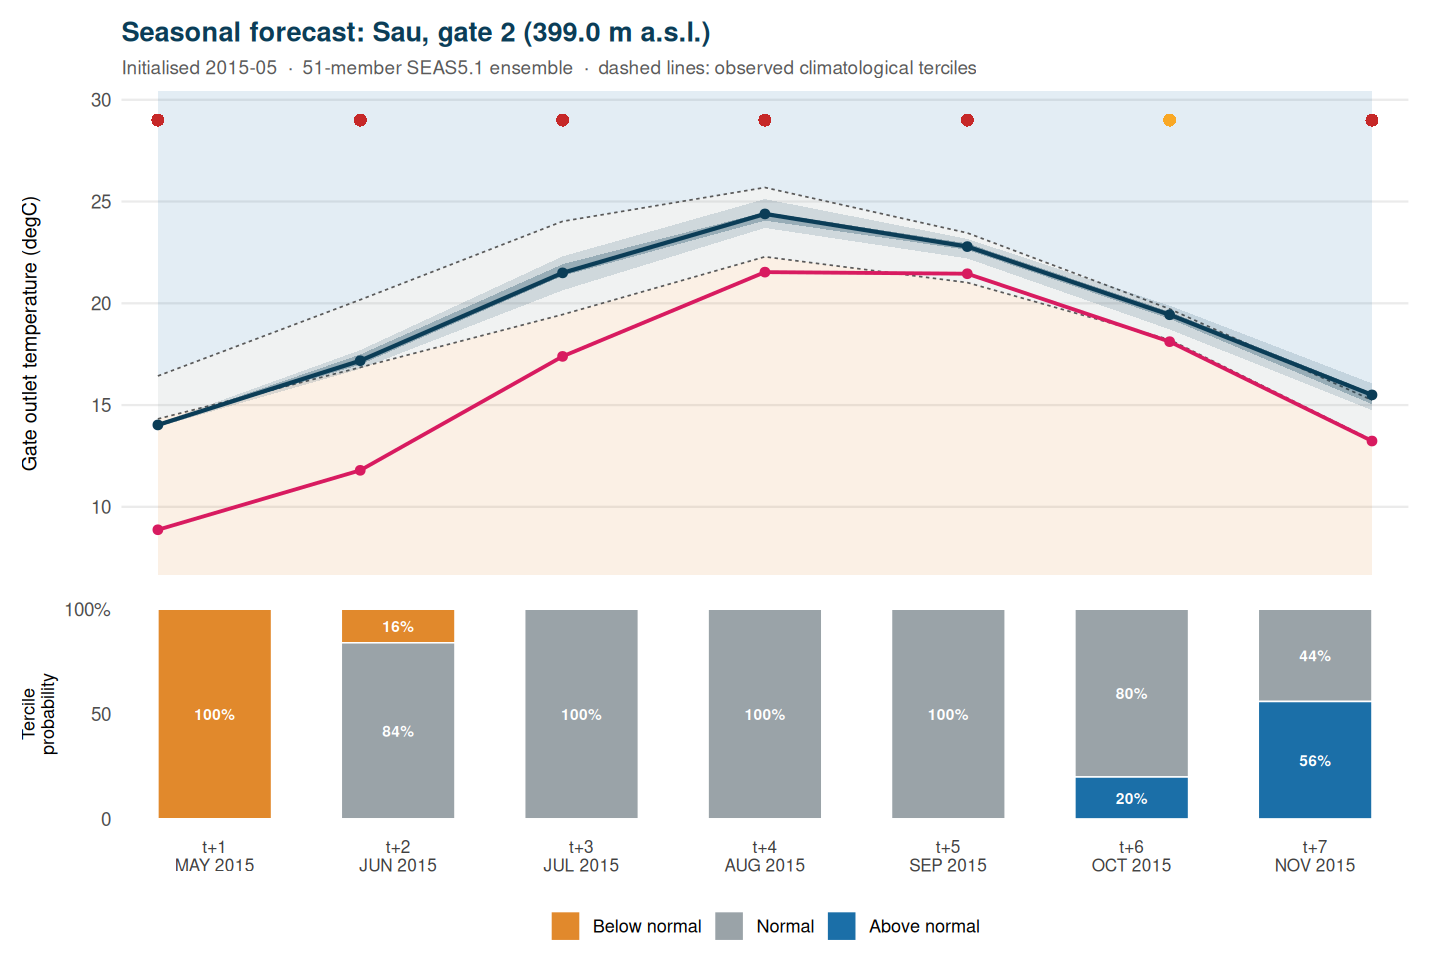 Seasonal forecast: Sau, gate 2 (399.0 m a.s.l.)
Initialised 2015-05 · 51-member SEAS5.1 ensemble · dashed lines: observed climatological terciles
Gate outlet temperature (degC)
30
25
20
15
10
Tercile
probability
100%
50
0
100%
16%
84%
100%
100%
100%
80%
20%
44%
56%
t+1
MAY 2015
t+2
JUN 2015
t+3
JUL 2015
t+4
AUG 2015
t+5
SEP 2015
t+6
OCT 2015
t+7
NOV 2015
Below normal
Normal
Above normal